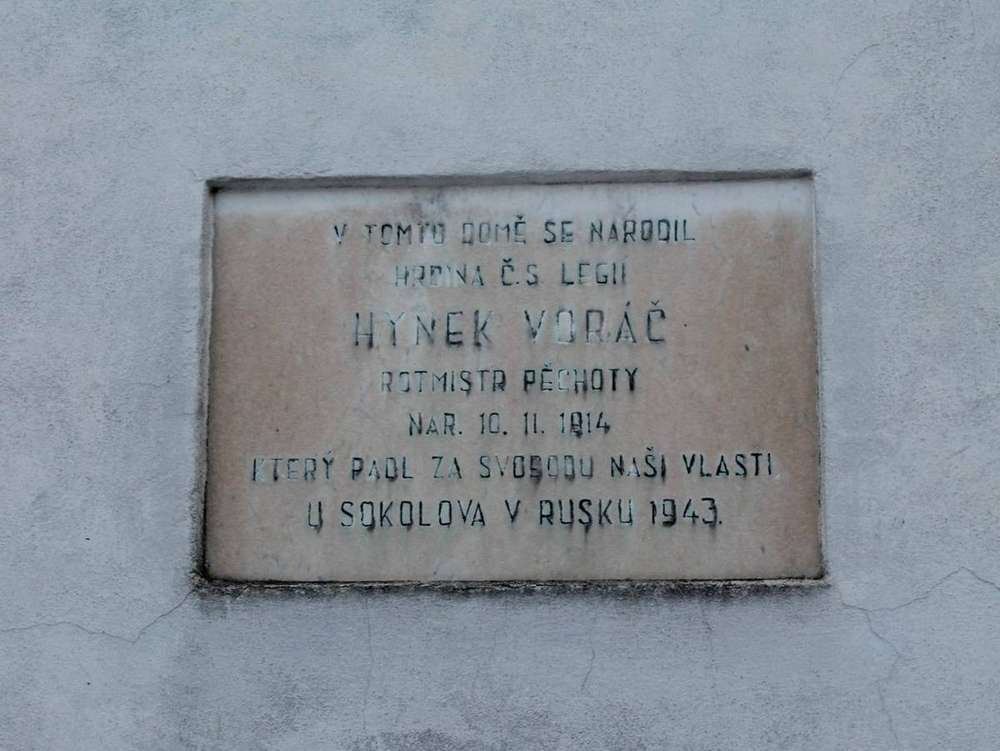 V TOMTO DOMĚ SE NARODIL
HRDINA Č.S LEGIÍ
HYNEK VORÁČ
ROTMISTR PĚCHOTY
NAR. 10. 11. 1914
KTERÝ PADL ZA SVOBODU NAŠI VLASTI
U SOKOLOVA V RUSKU 1943.